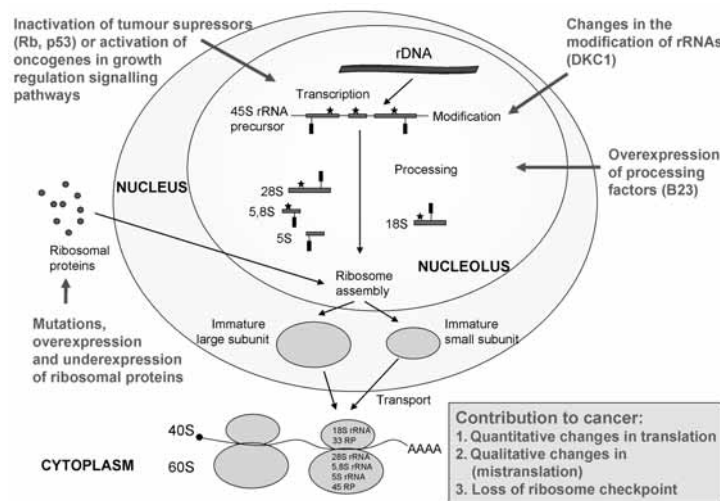 Inactivation of tumour supressors
(Rb, p53) or activation of
oncogenes in growth
regulation signalling
pathways
Changes in the
modification of rRNAs
(DKC1)
rDNA
Transcription
45S rRNA
precursor
Modification
Overexpression
of processing
factors (B23)
Processing
NUCLEUS
28S
5,8S
5S
18S
Ribosomal
proteins
NUCLEOLUS
Ribosome
assembly
Mutations,
overexpression
and underexpression
of ribosomal proteins
Immature
large subunit
Immature
small subunit
Transport
40S
60S
CYTOPLASM
18S rRNA
33 RP
28S rRNA
5,8S rRNA
5S rRNA
45 RP
AAAA
Contribution to cancer:
1. Quantitative changes in translation
2. Qualitative changes in
(mistranslation)
3. Loss of ribosome checkpoint